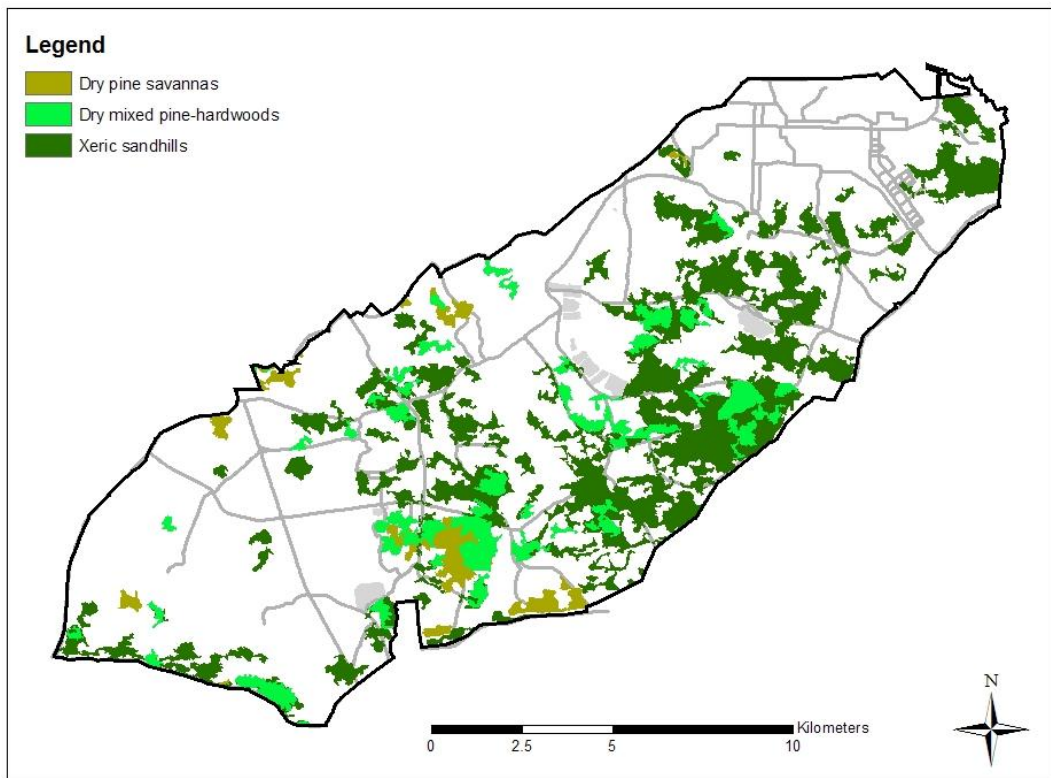 Legend
Dry pine savannas
Dry mixed pine-hardwoods
Xeric sandhills
N
Kilometers
0 2.5 5 10